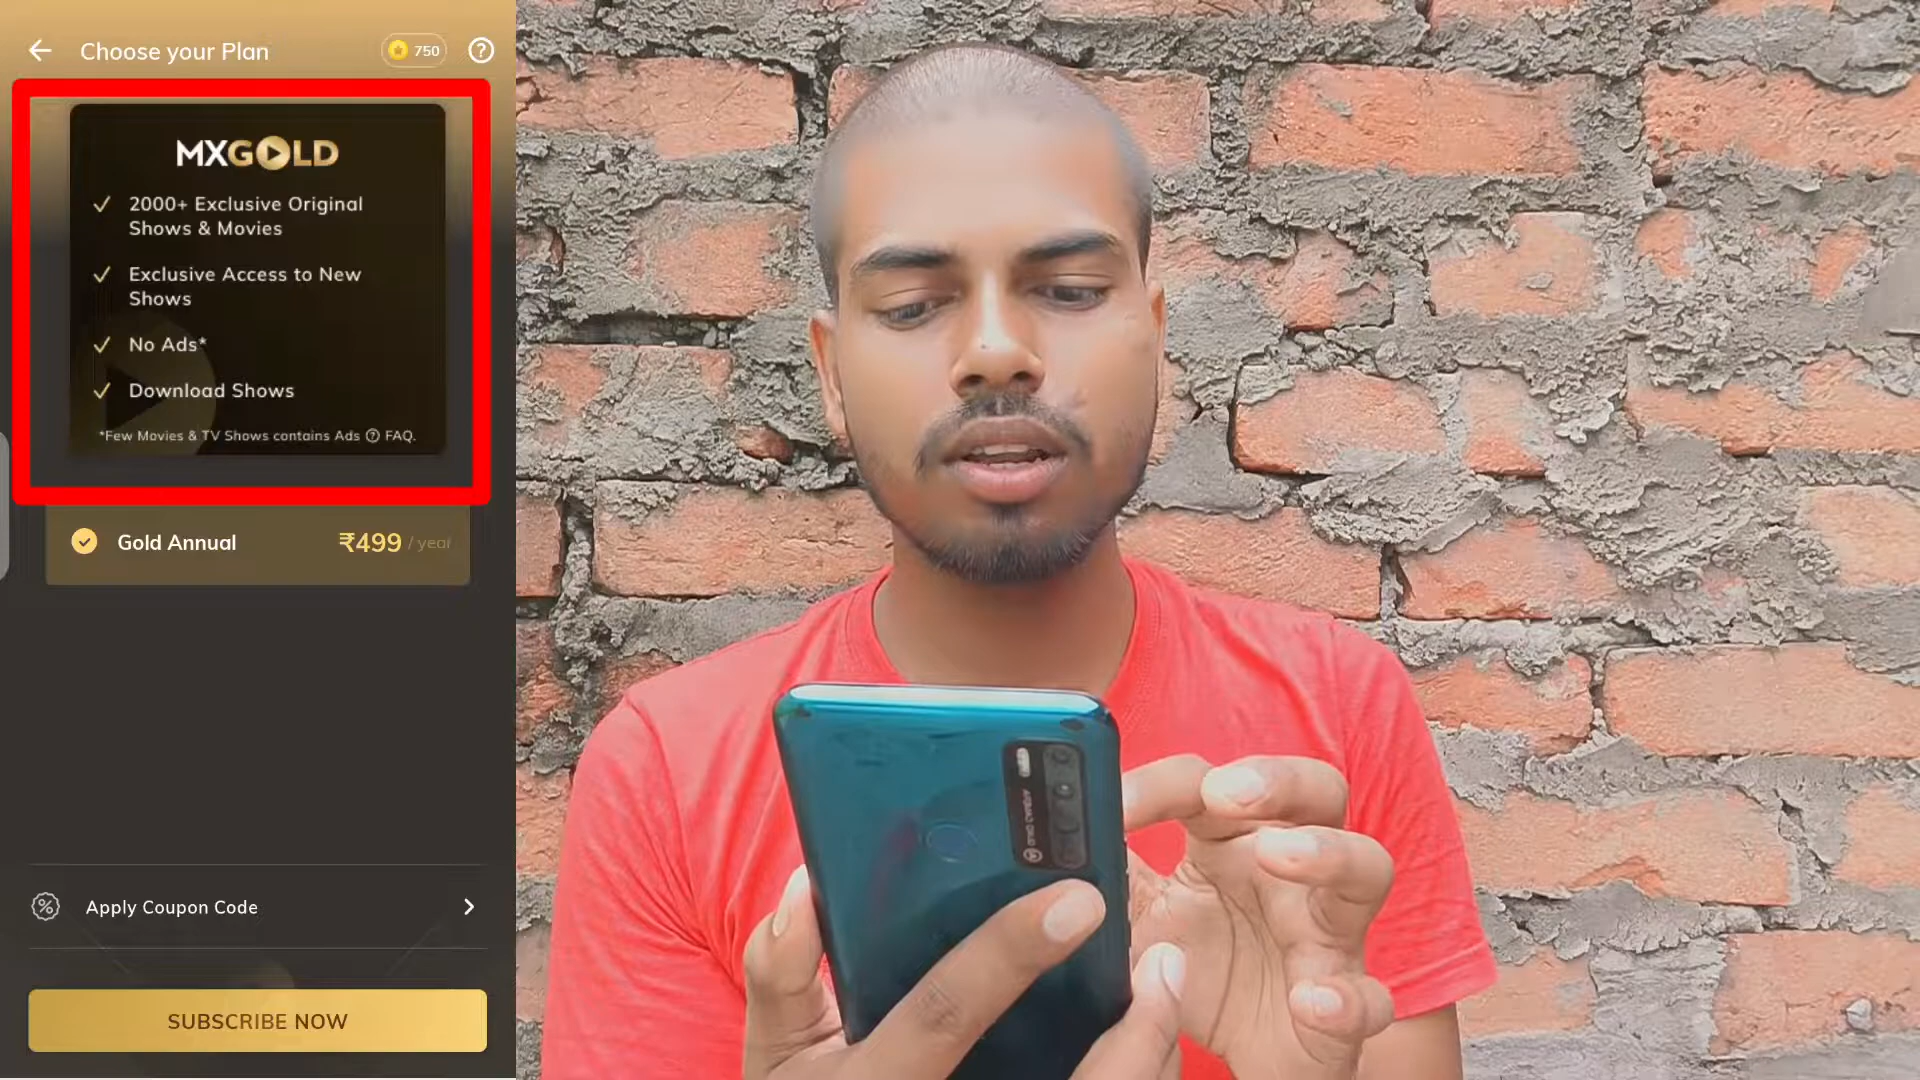 Choose your Plan
750
MXGOLD
2000+ Exclusive Original
Shows & Movies
Exclusive Access to New
Shows
No Ads*
Download Shows
*Few Movies & TV Shows contains Ads ? FAQ.
Gold Annual ₹499 / year
Apply Coupon Code
SUBSCRIBE NOW